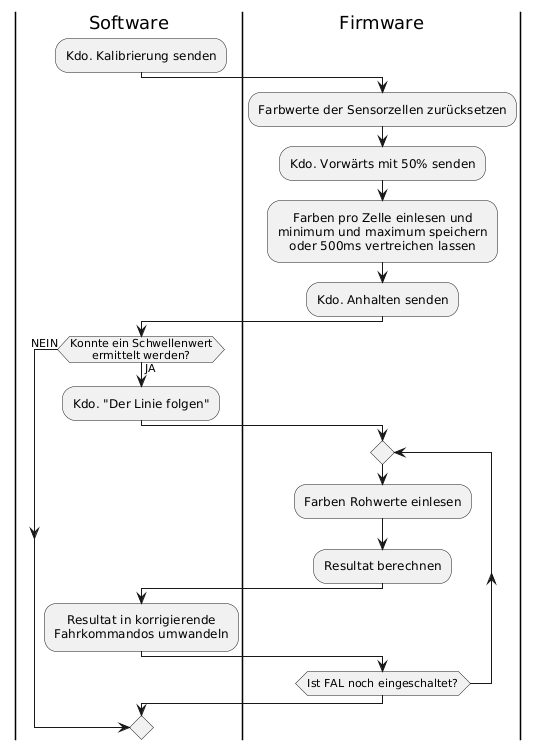 Software
Firmware
Kdo. Kalibrierung senden
Farbwerte der Sensorzellen zurücksetzen
Kdo. Vorwärts mit 50% senden
Farben pro Zelle einlesen und
minimum und maximum speichern
oder 500ms vertreichen lassen
Kdo. Anhalten senden
NEIN
Konnte ein Schwellenwert
ermittelt werden?
JA
Kdo. "Der Linie folgen"
Farben Rohwerte einlesen
Resultat berechnen
Resultat in korrigierende
Fahrkommandos umwandeln
Ist FAL noch eingeschaltet?